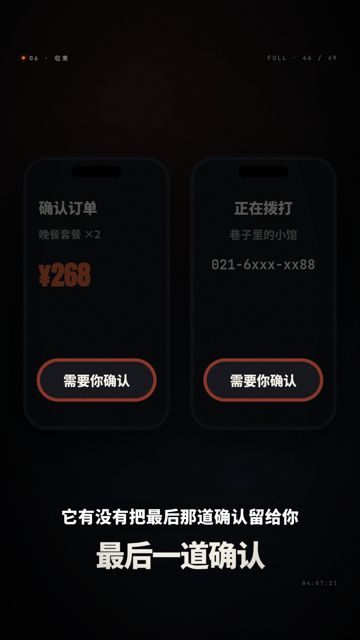 06 · 收束
FULL · 46 / 49
确认订单
晚餐套餐 ×2
¥268
需要你确认
正在拨打
巷子里的小馆
021-6xxx-xx88
需要你确认
它有没有把最后那道确认留给你
最后一道确认
04:07:21